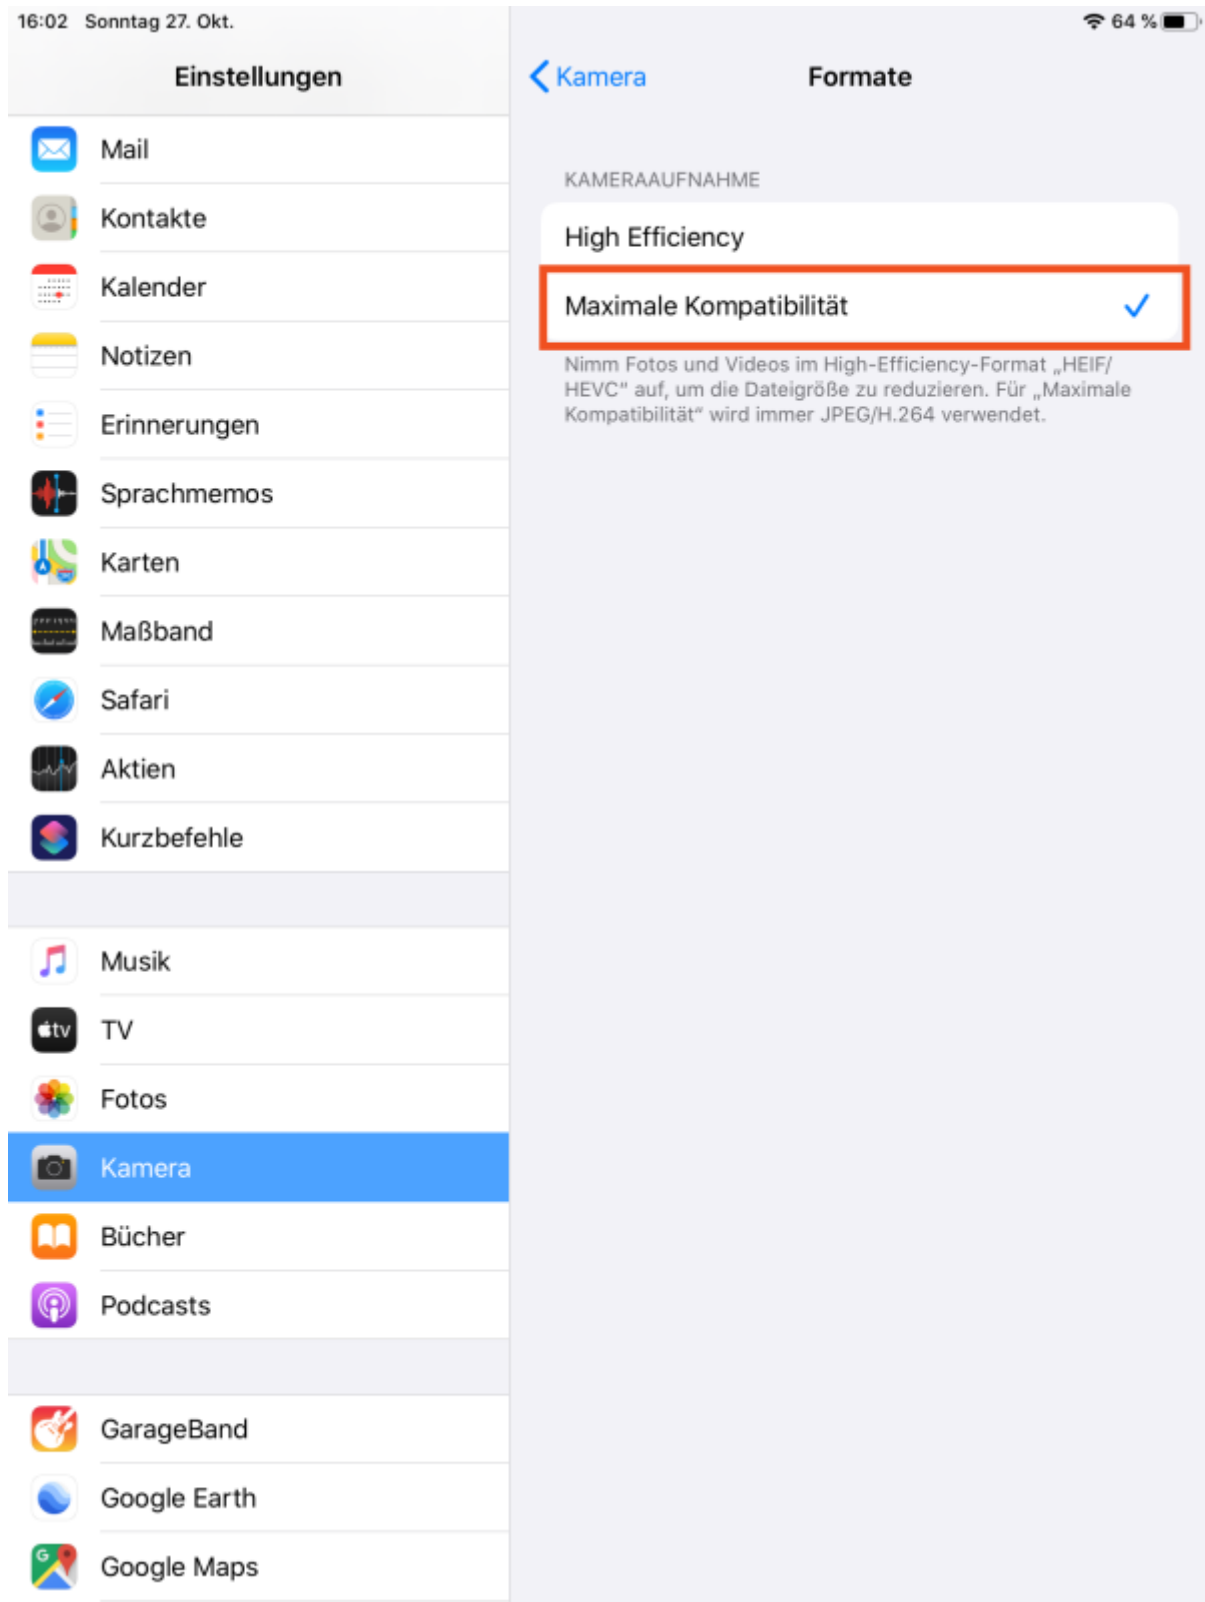 16:02 Sonntag 27. Okt.
64 %
Einstellungen
Mail
Kontakte
Kalender
Notizen
Erinnerungen
Sprachmemos
Karten
Maßband
Safari
Aktien
Kurzbefehle
Musik
tv TV
Fotos
Kamera
Bücher
Podcasts
GarageBand
Google Earth
G Google Maps
Kamera
Formate
KAMERAAUFNAHME
High Efficiency
Maximale Kompatibilität
Nimm Fotos und Videos im High-Efficiency-Format „HEIF/
HEVC“ auf, um die Dateigröße zu reduzieren. Für „Maximale
Kompatibilität“ wird immer JPEG/H.264 verwendet.